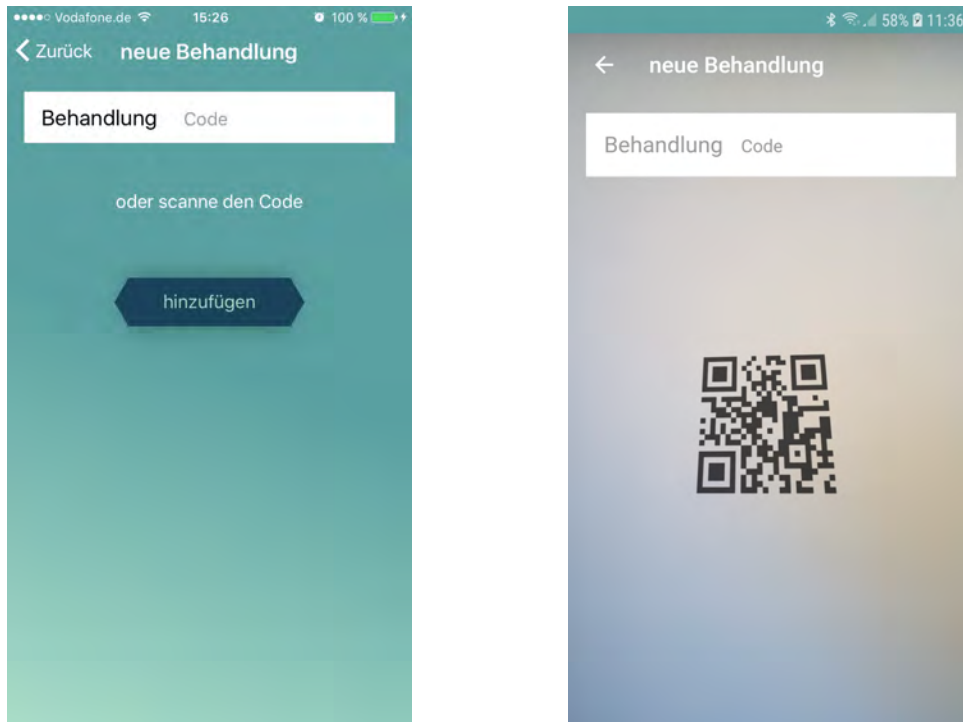 Vodafone.de 15:26 100 %
Zurück neue Behandlung
Behandlung Code
oder scanne den Code
hinzufügen
58% 11:36
neue Behandlung
Behandlung Code